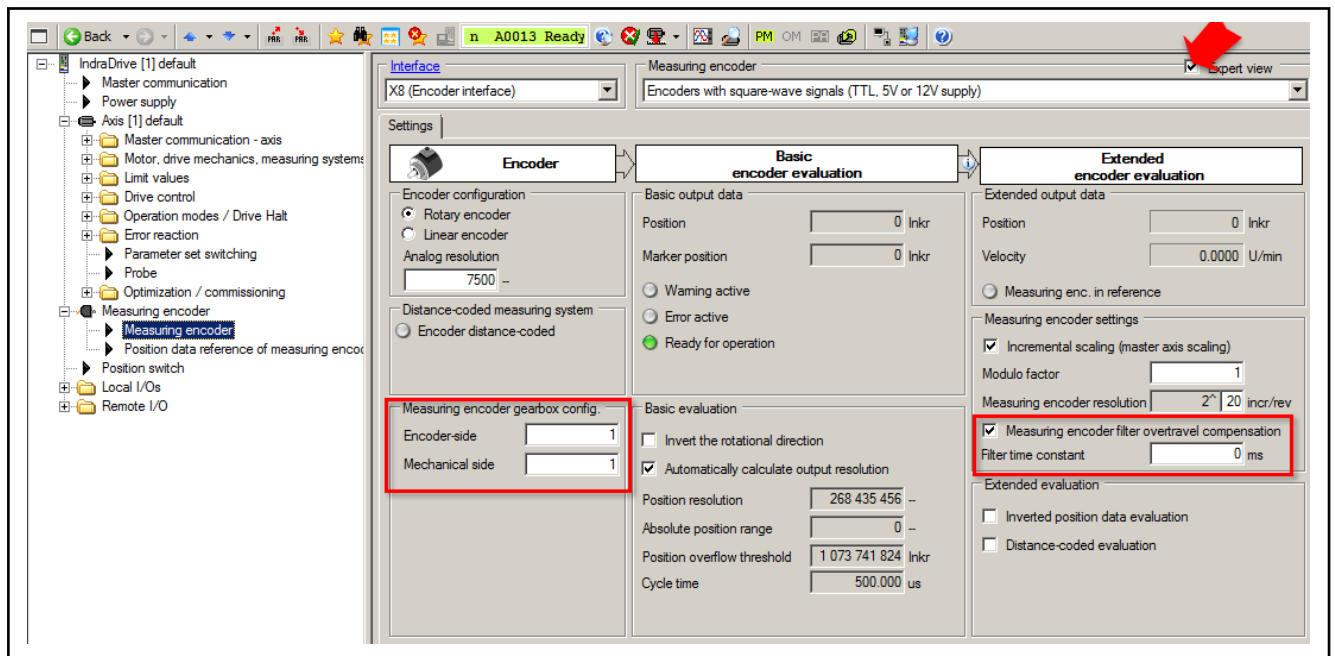 Back
PAR
PAR
n A0013 Ready
PM
OM
IndraDrive [1] default
Master communication
Power supply
Axis [1] default
Master communication - axis
Motor, drive mechanics, measuring systems
Limit values
Drive control
Operation modes / Drive Halt
Error reaction
Parameter set switching
Probe
Optimization / commissioning
Measuring encoder
Measuring encoder
Position data reference of measuring encod
Position switch
Local I/Os
Remote I/O
Interface
X8 (Encoder interface)
Measuring encoder
Expert view
Encoders with square-wave signals (TTL, 5V or 12V supply)
Settings
Encoder
Encoder configuration
Rotary encoder
Linear encoder
Analog resolution
7500 --
Distance-coded measuring system
Encoder distance-coded
Measuring encoder gearbox config.
Encoder-side 1
Mechanical side 1
Basic
encoder evaluation
Basic output data
Position 0 Inkr
Marker position 0 Inkr
Warning active
Error active
Ready for operation
Basic evaluation
Invert the rotational direction
Automatically calculate output resolution
Position resolution 268 435 456 --
Absolute position range 0 --
Position overflow threshold 1 073 741 824 Inkr
Cycle time 500.000 us
Extended
encoder evaluation
Extended output data
Position 0 Inkr
Velocity 0.0000 U/min
Measuring enc. in reference
Measuring encoder settings
Incremental scaling (master axis scaling)
Modulo factor 1
Measuring encoder resolution 2^ 20 incr/rev
Measuring encoder filter overtravel compensation
Filter time constant 0 ms
Extended evaluation
Inverted position data evaluation
Distance-coded evaluation